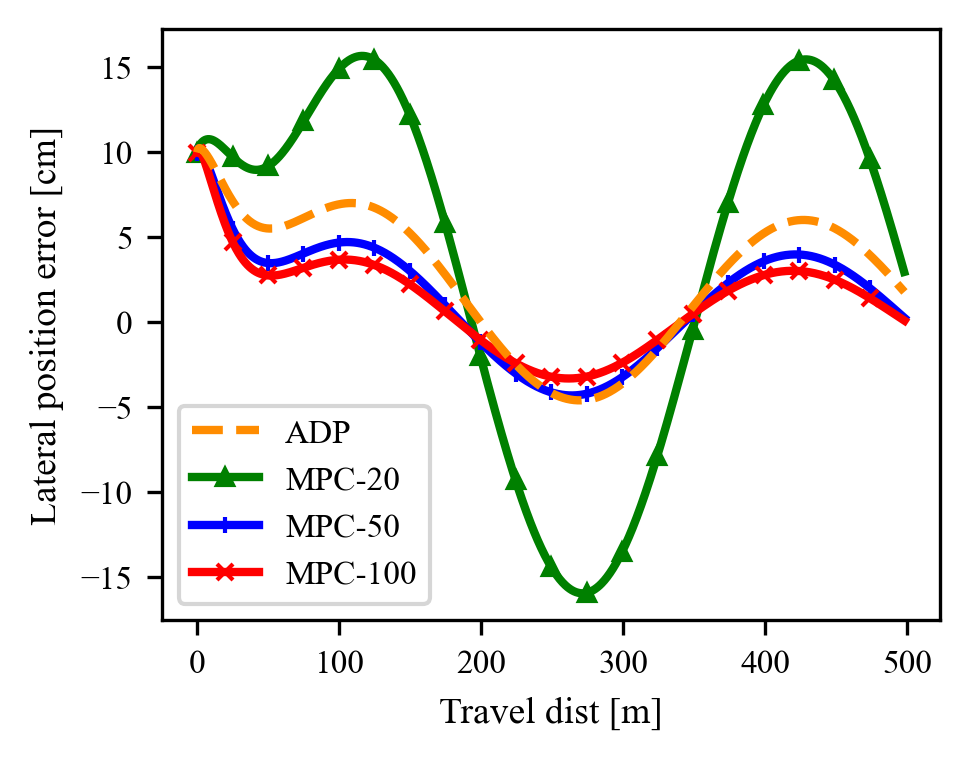 Lateral position error [cm]
15
10
5
0
−5
−10
−15
ADP
MPC-20
MPC-50
MPC-100
0 100 200 300 400 500
Travel dist [m]